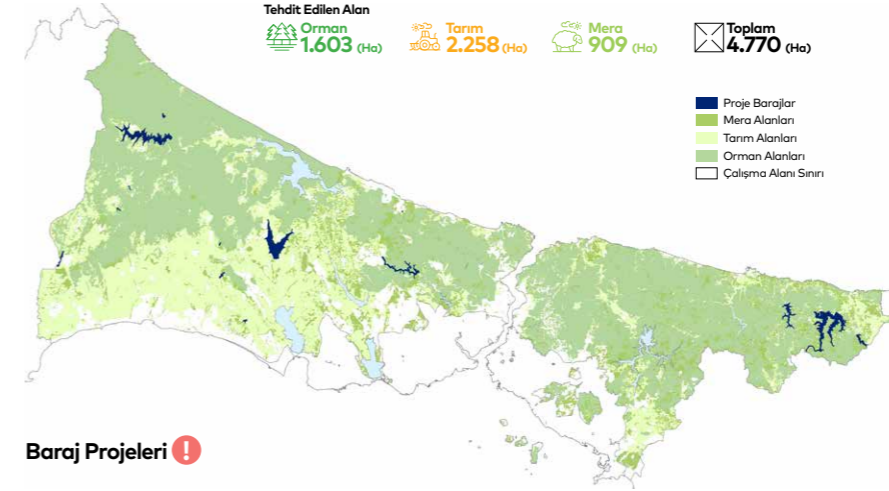 Tehdit Edilen Alan
Orman
1.603 (Ha)
Tarım
2.258 (Ha)
Mera
909 (Ha)
Toplam
4.770 (Ha)
Proje Barajlar
Mera Alanları
Tarım Alanları
Orman Alanları
Çalışma Alanı Sınırı
Baraj Projeleri !